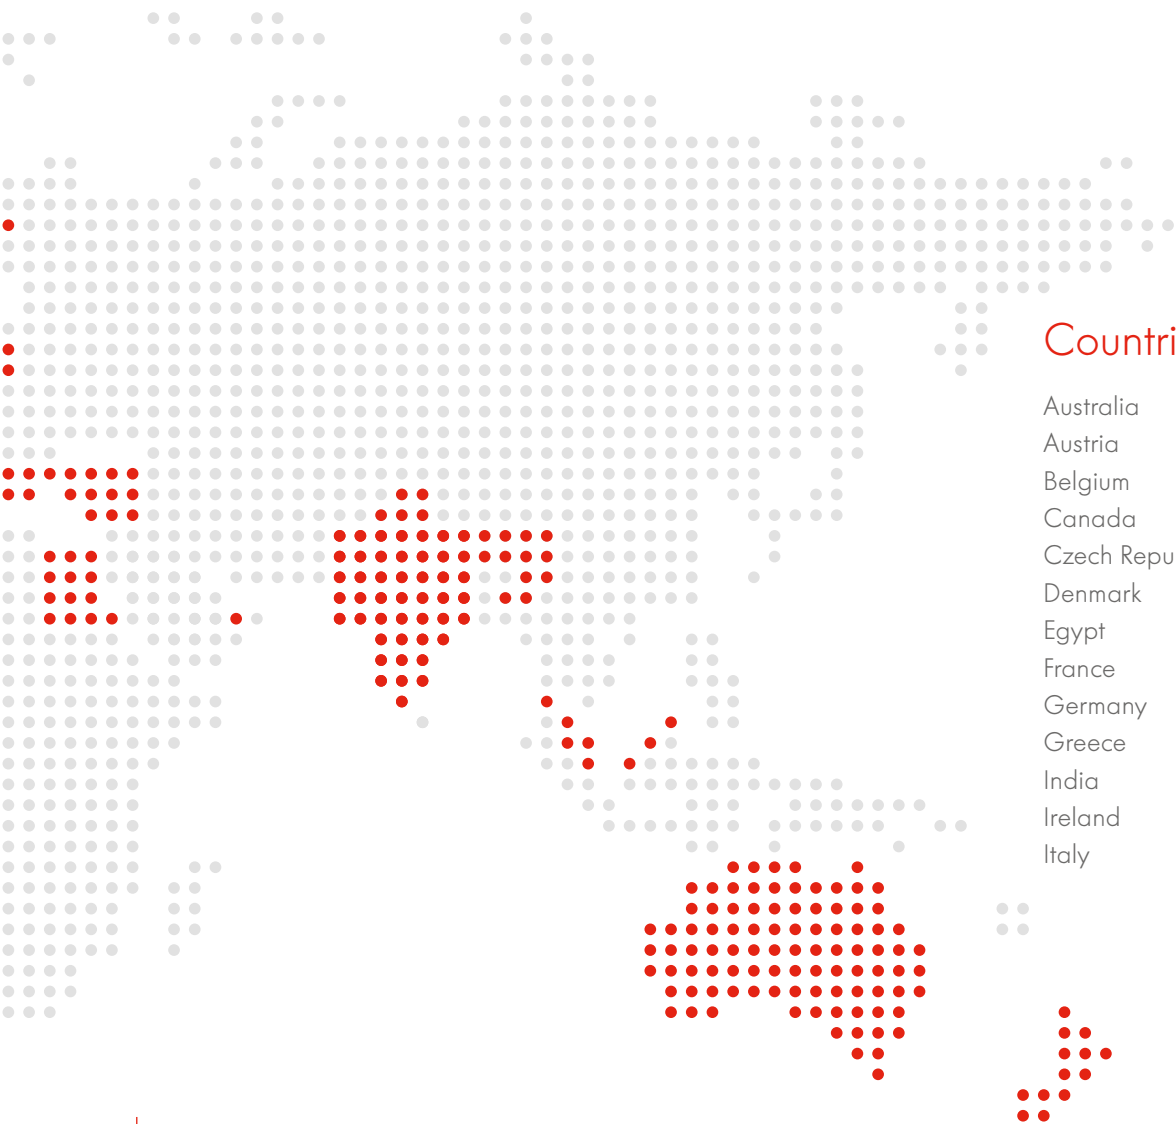 Countri
Australia
Austria
Belgium
Canada
Czech Repu
Denmark
Egypt
France
Germany
Greece
India
Ireland
Italy